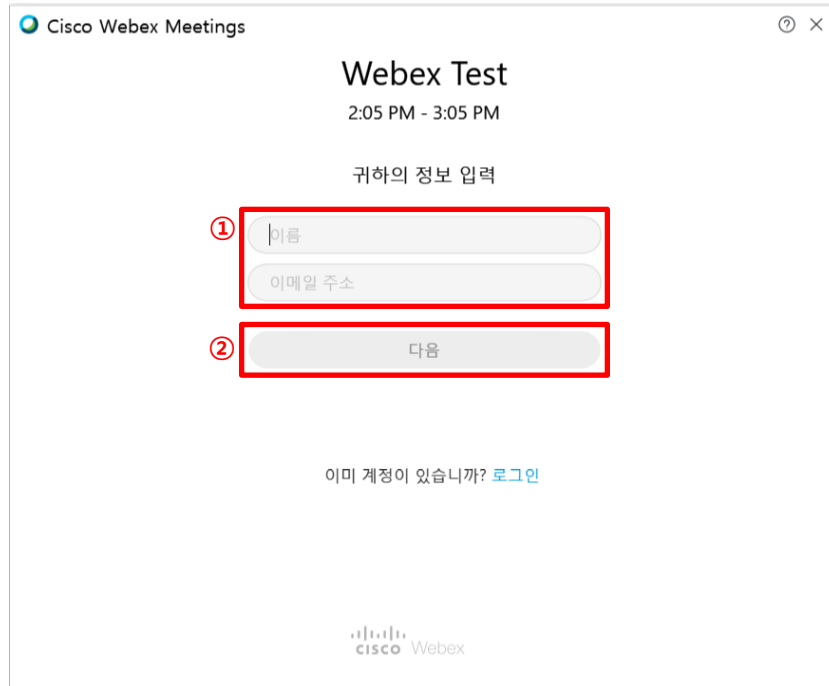 Cisco Webex Meetings
Webex Test
2:05 PM - 3:05 PM
귀하의 정보 입력
① 이름
이메일 주소
② 다음
이미 계정이 있습니까? 로그인
cisco Webex